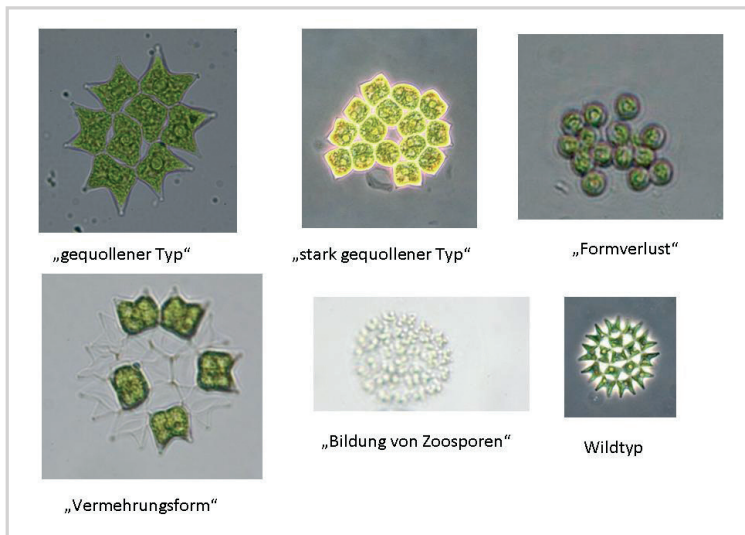 „gequollener Typ“
„stark gequollener Typ“
„Formverlust“
„Vermehrungsform“
„Bildung von Zoosporen“
Wildtyp